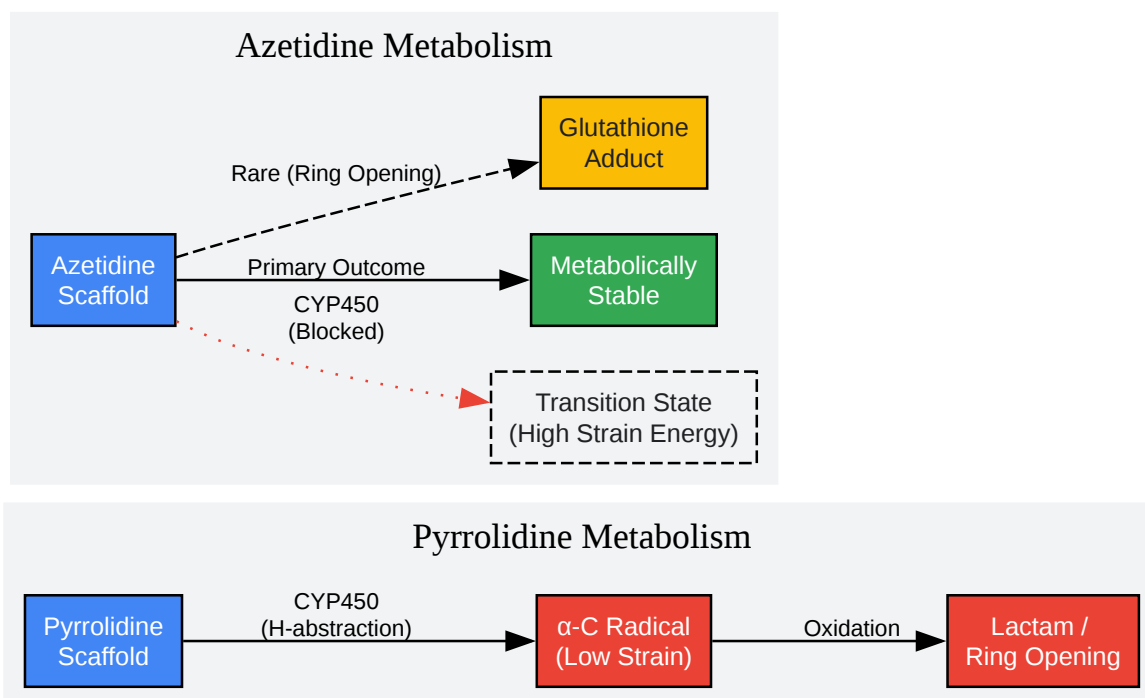 Azetidine Metabolism
Glutathione
Adduct
Rare (Ring Opening)
Azetidine
Scaffold
Primary Outcome
Metabolically
Stable
CYP450
(Blocked)
Transition State
(High Strain Energy)
Pyrrolidine Metabolism
Pyrrolidine
Scaffold
CYP450
(H-abstraction)
α-C Radical
(Low Strain)
Oxidation
Lactam /
Ring Opening